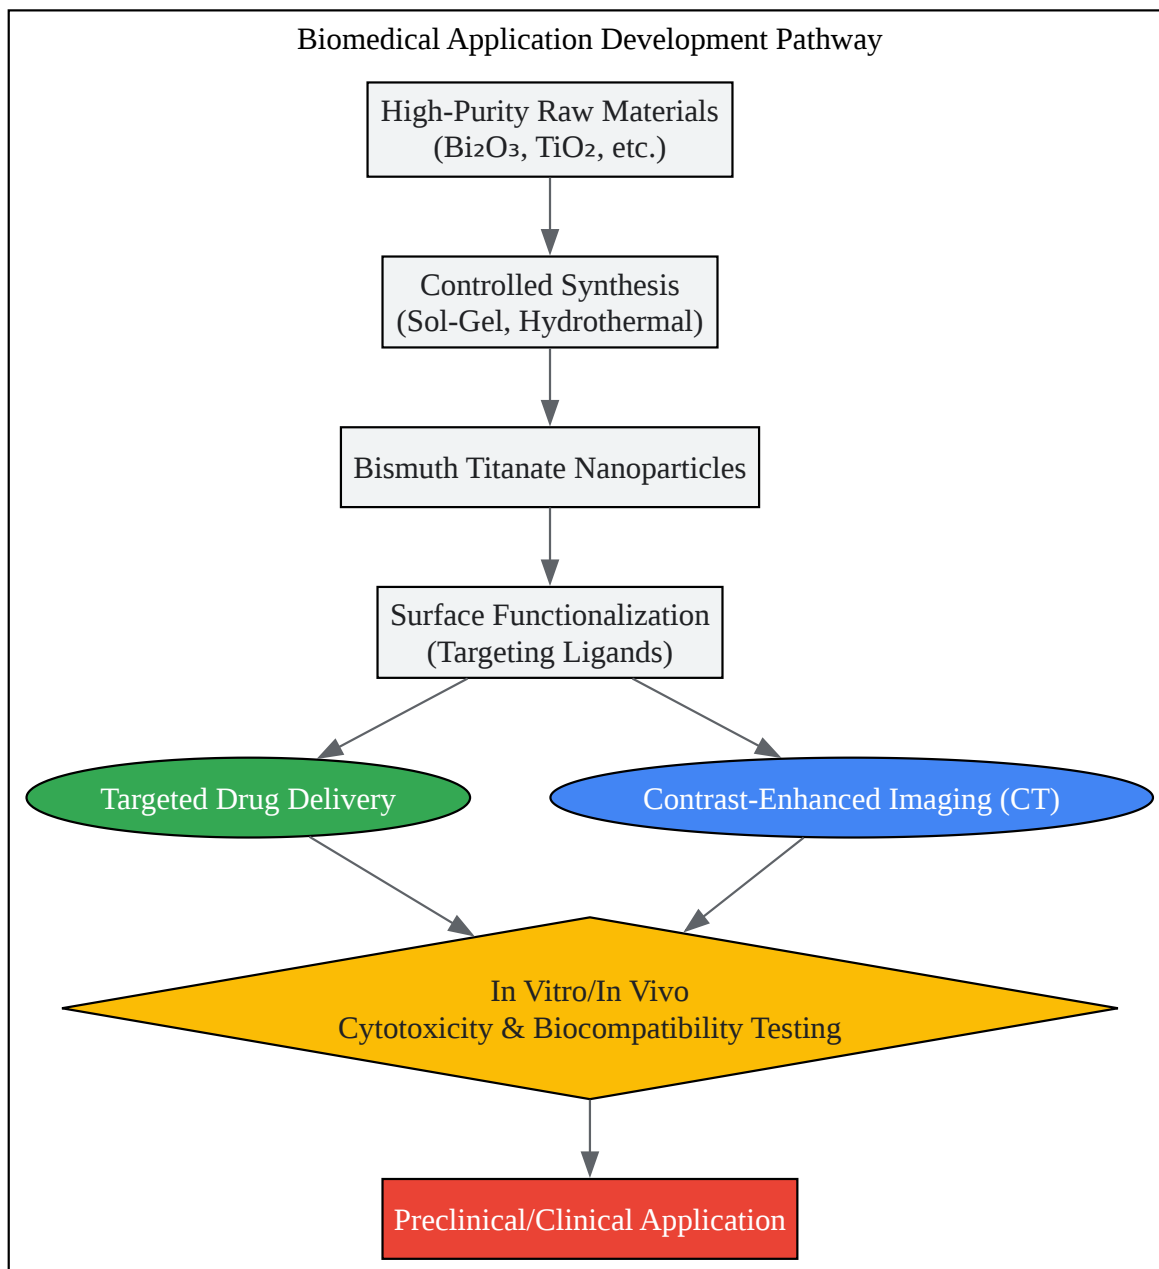 Biomedical Application Development Pathway
High-Purity Raw Materials
(Bi₂O₃, TiO₂, etc.)
Controlled Synthesis
(Sol-Gel, Hydrothermal)
Bismuth Titanate Nanoparticles
Surface Functionalization
(Targeting Ligands)
Targeted Drug Delivery
Contrast-Enhanced Imaging (CT)
In Vitro/In Vivo
Cytotoxicity & Biocompatibility Testing
Preclinical/Clinical Application